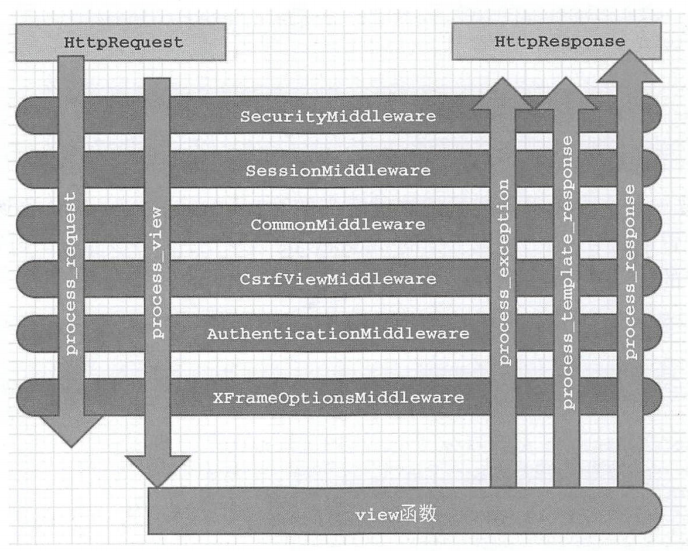 HttpRequest
HttpResponse
SecurityMiddleware
SessionMiddleware
CommonMiddleware
CsrfViewMiddleware
AuthenticationMiddleware
XFrameOptionsMiddleware
process_request
process_view
process_exception
process_template_response
process_response
view函数